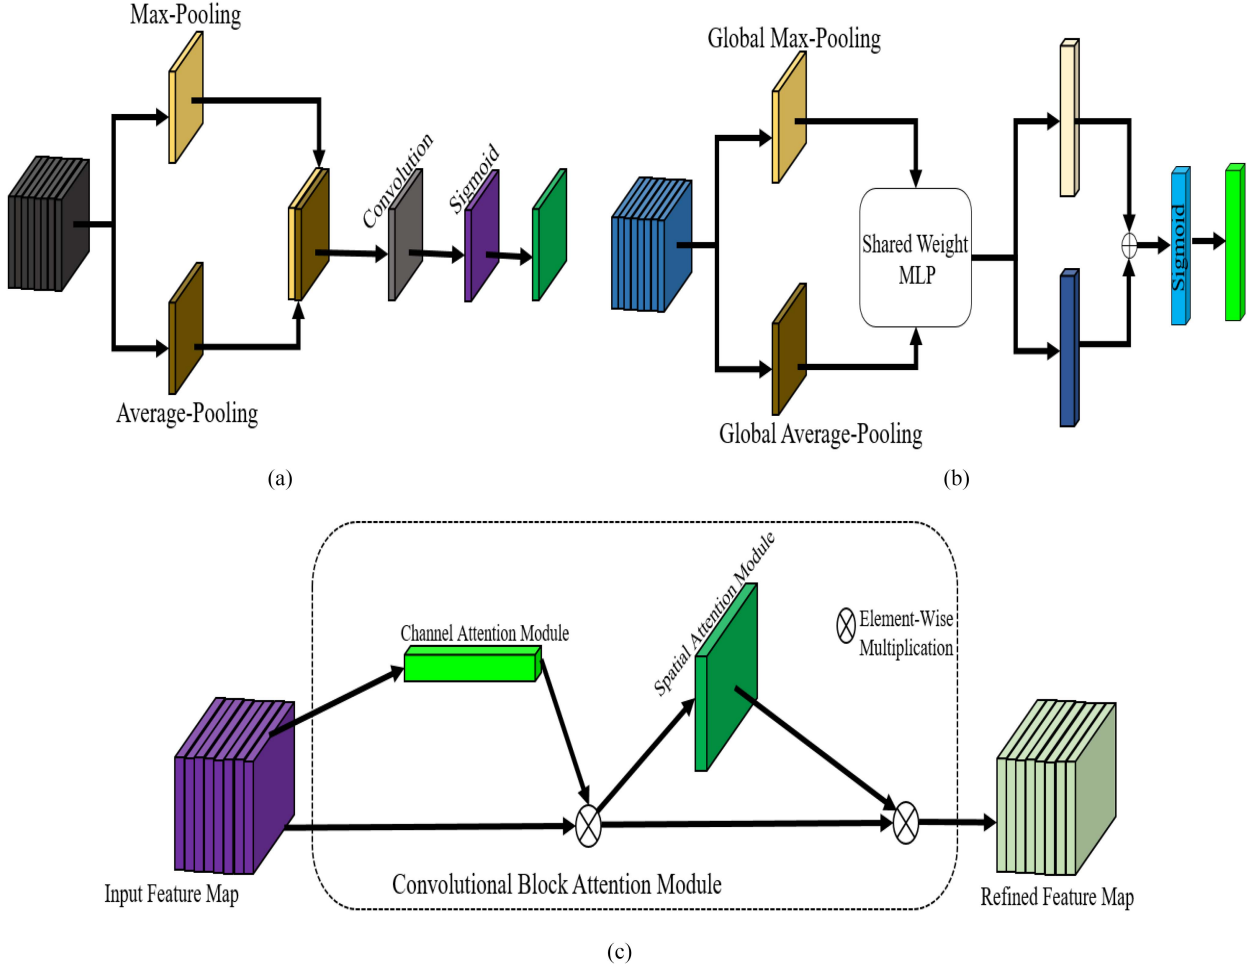 Max-Pooling
Convolution
Sigmoid
Average-Pooling
(a)
Global Max-Pooling
Shared Weight
MLP
Sigmoid
Global Average-Pooling
(b)
Channel Attention Module
Spatial Attention Module
Element-Wise
Multiplication
Input Feature Map
Convolutional Block Attention Module
Refined Feature Map
(c)